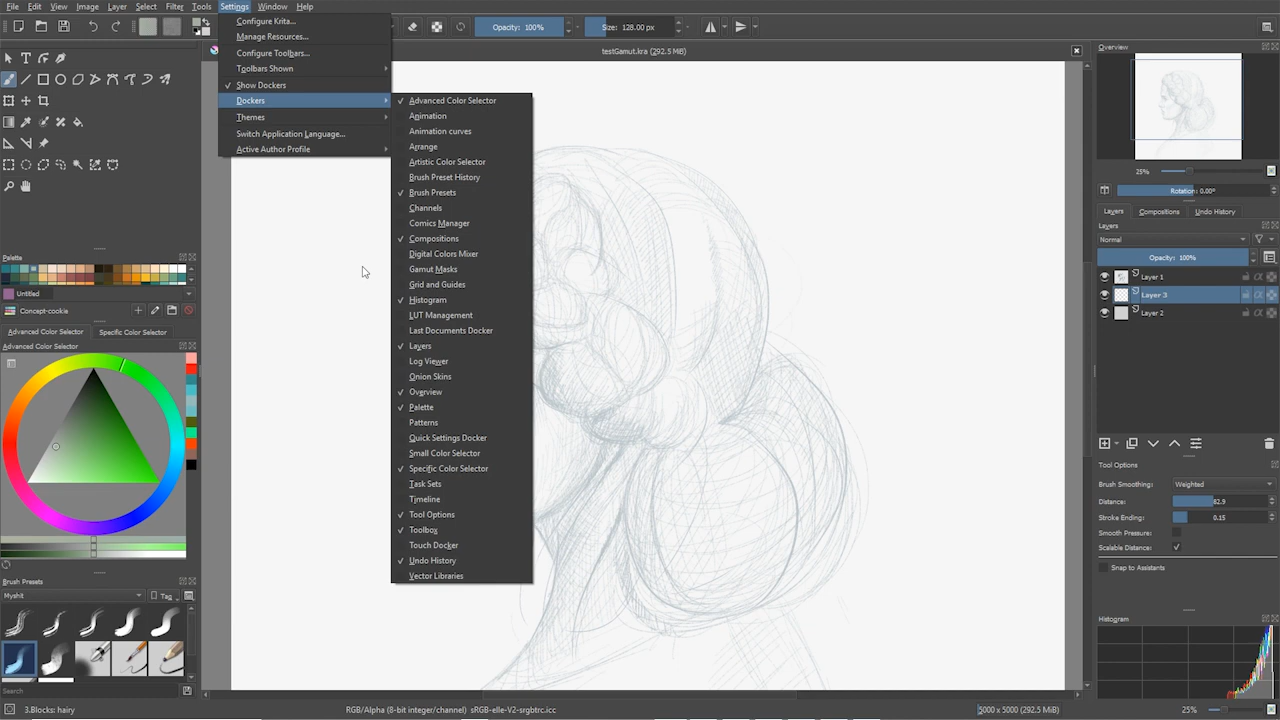 File Edit View Image Layer Select Filter Tools Settings Window Help
Opacity: 100%
Size: 128.00 px
testGamut.kra (292.5 MiB)
Configure Krita...
Manage Resources...
Configure Toolbars...
Toolbars Shown
Show Dockers
Dockers
Themes
Switch Application Language...
Active Author Profile
Advanced Color Selector
Animation
Animation curves
Arrange
Artistic Color Selector
Brush Preset History
Brush Presets
Channels
Comics Manager
Compositions
Digital Colors Mixer
Gamut Masks
Grid and Guides
Histogram
LUT Management
Last Documents Docker
Layers
Log Viewer
Onion Skins
Overview
Palette
Patterns
Quick Settings Docker
Small Color Selector
Specific Color Selector
Task Sets
Timeline
Tool Options
Toolbox
Touch Docker
Undo History
Vector Libraries
Palette
Untitled
Concept-cookie
Advanced Color Selector Specific Color Selector
Advanced Color Selector
Brush Presets
Myshit
Tag
Search
Overview
25%
Rotation: 0.00°
Layers Compositions Undo History
Layers
Normal
Opacity: 100%
Layer 1
Layer 3
Layer 2
Tool Options
Brush Smoothing: Weighted
Distance: 82.9
Stroke Ending: 0.15
Smooth Pressure:
Scalable Distance:
Snap to Assistants
Histogram
3.Blocks: hairy
RGB/Alpha (8-bit integer/channel) sRGB-elle-V2-srgbtrc.icc
5000 x 5000 (292.5 MiB)
25%